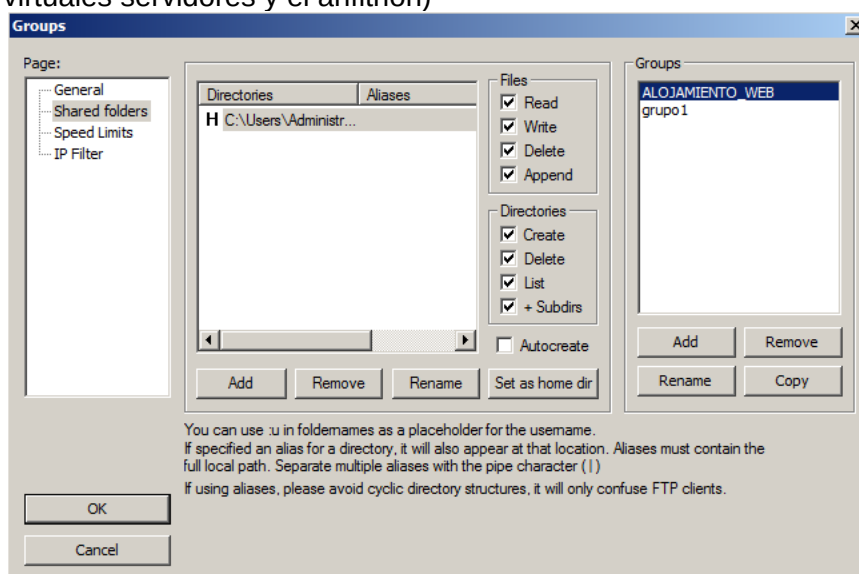 virtuales servidores y el anfitrión)
Groups
Page:
General
Shared folders
Speed Limits
IP Filter
Directories Aliases
H C:\Users\Administr...
Files
Read
Write
Delete
Append
Directories
Create
Delete
List
+ Subdirs
Autocreate
Add Remove Rename Set as home dir
Groups
ALOJAMIENTO_WEB
grupo1
Add Remove
Rename Copy
You can use :u in foldernames as a placeholder for the username.
If specified an alias for a directory, it will also appear at that location. Aliases must contain the
full local path. Separate multiple aliases with the pipe character ( | )
If using aliases, please avoid cyclic directory structures, it will only confuse FTP clients.
OK
Cancel